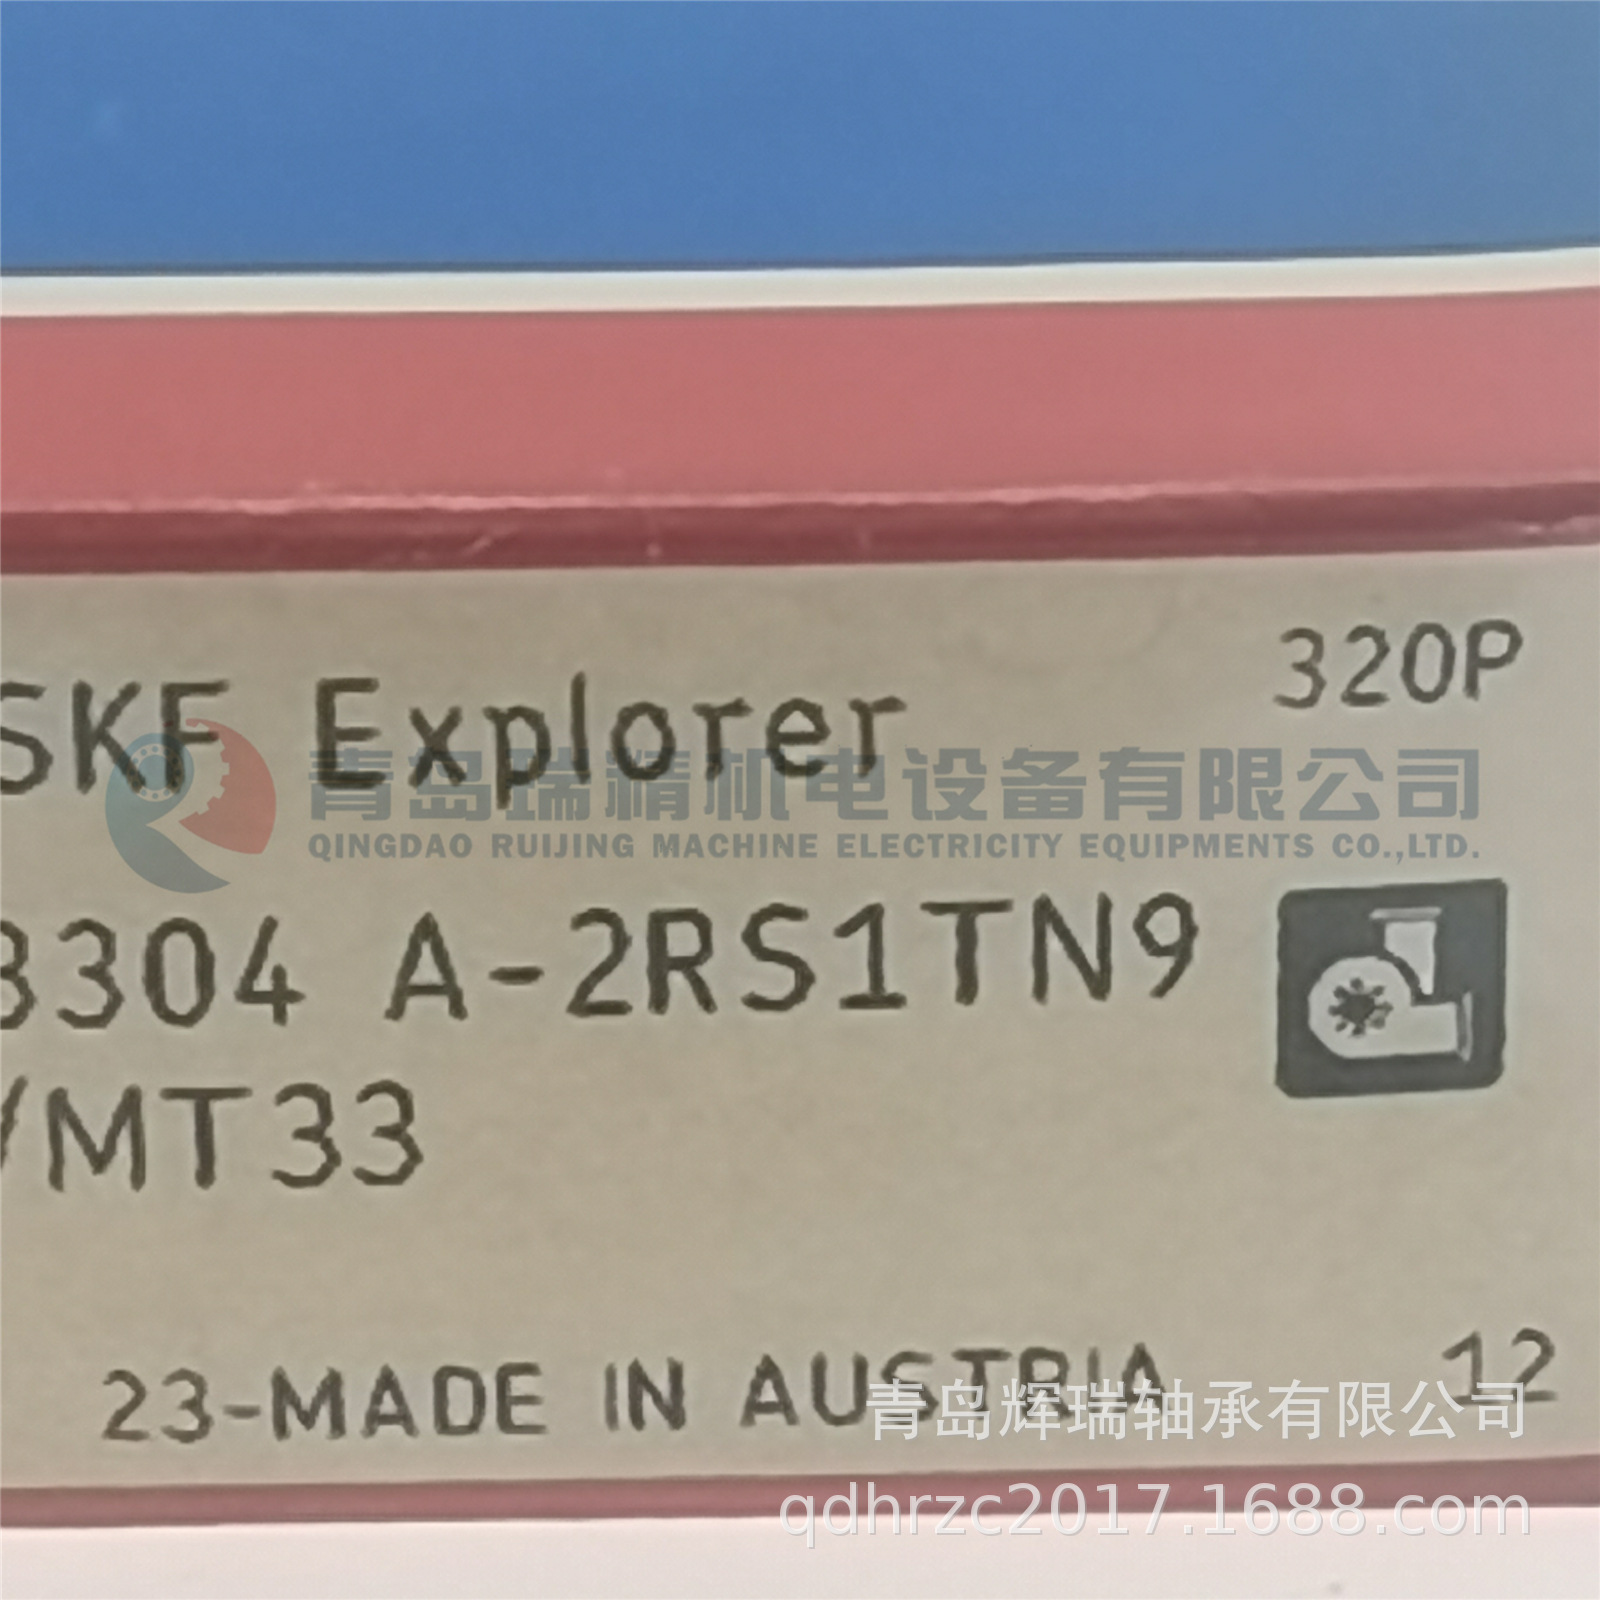 320P
SKF Explorer
青岛瑞精机电设备有限公司
QINGDAO RUIJING MACHINE ELECTRICITY EQUIPMENTS CO.,LTD.
3304 A-2RS1TN9
/MT33
23-MADE IN AUSTRIA 12
青岛辉瑞轴承有限公司
qdhrzc2017.1688.com